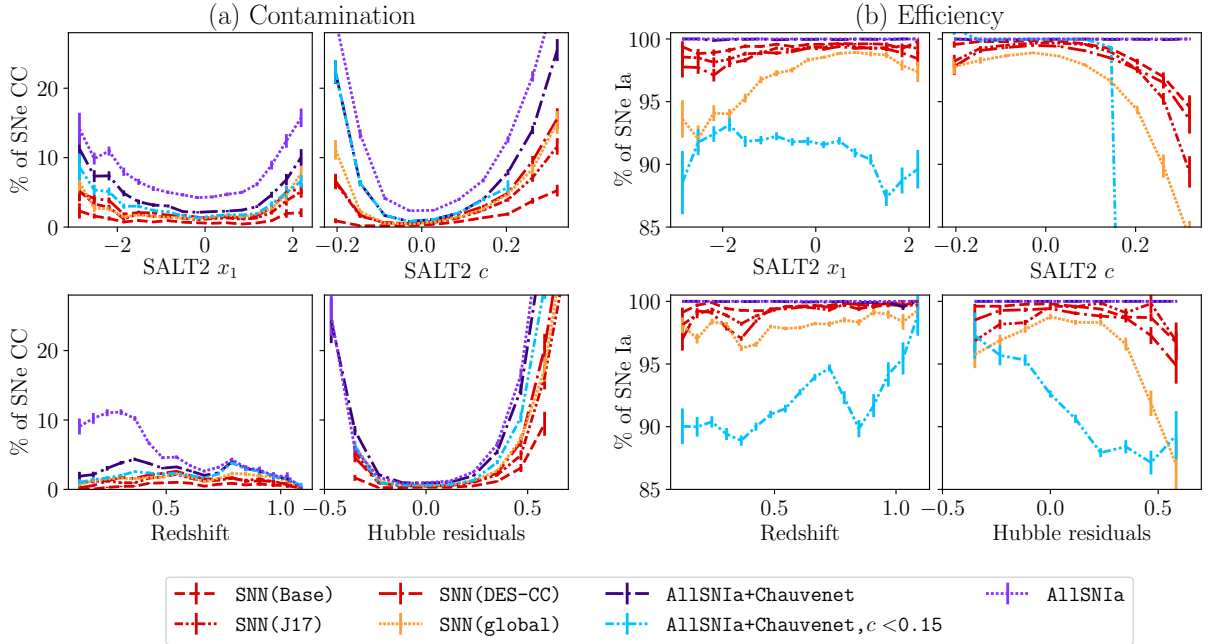 (a) Contamination
(b) Efficiency
% of SNe CC
20
10
0
−2 0 2
SALT2 x₁
−0.2 0.0 0.2
SALT2 c
% of SNe Ia
100
95
90
85
−2 0 2
SALT2 x₁
−0.2 0.0 0.2
SALT2 c
% of SNe CC
20
10
0
0.5 1.0
Redshift
−0.5 0.0 0.5
Hubble residuals
% of SNe Ia
100
95
90
85
0.5 1.0
Redshift
−0.5 0.0 0.5
Hubble residuals
SNN(Base) SNN(DES-CC) AllSNIa+Chauvenet AllSNIa
SNN(J17) SNN(global) AllSNIa+Chauvenet, c <0.15